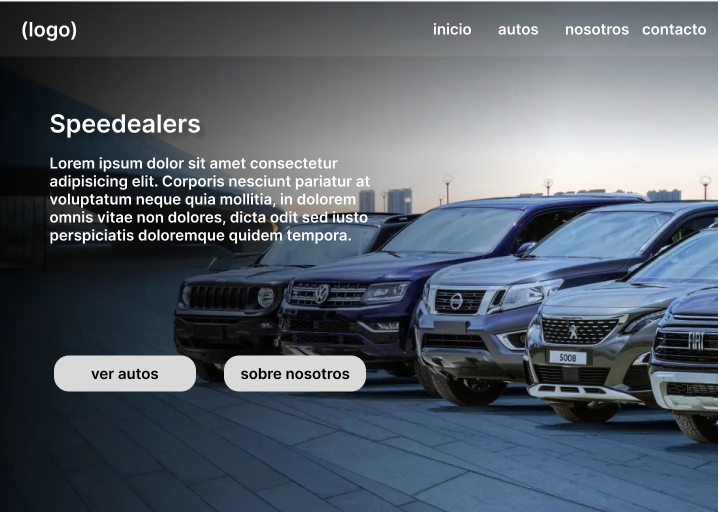 (logo)
inicio autos nosotros contacto
Speedealers
Lorem ipsum dolor sit amet consectetur
adipisicing elit. Corporis nesciunt pariatur at
voluptatum neque quia mollitia, in dolorem
omnis vitae non dolores, dicta odit sed iusto
perspiciatis doloremque quidem tempora.
FIAT
5008
ver autos sobre nosotros